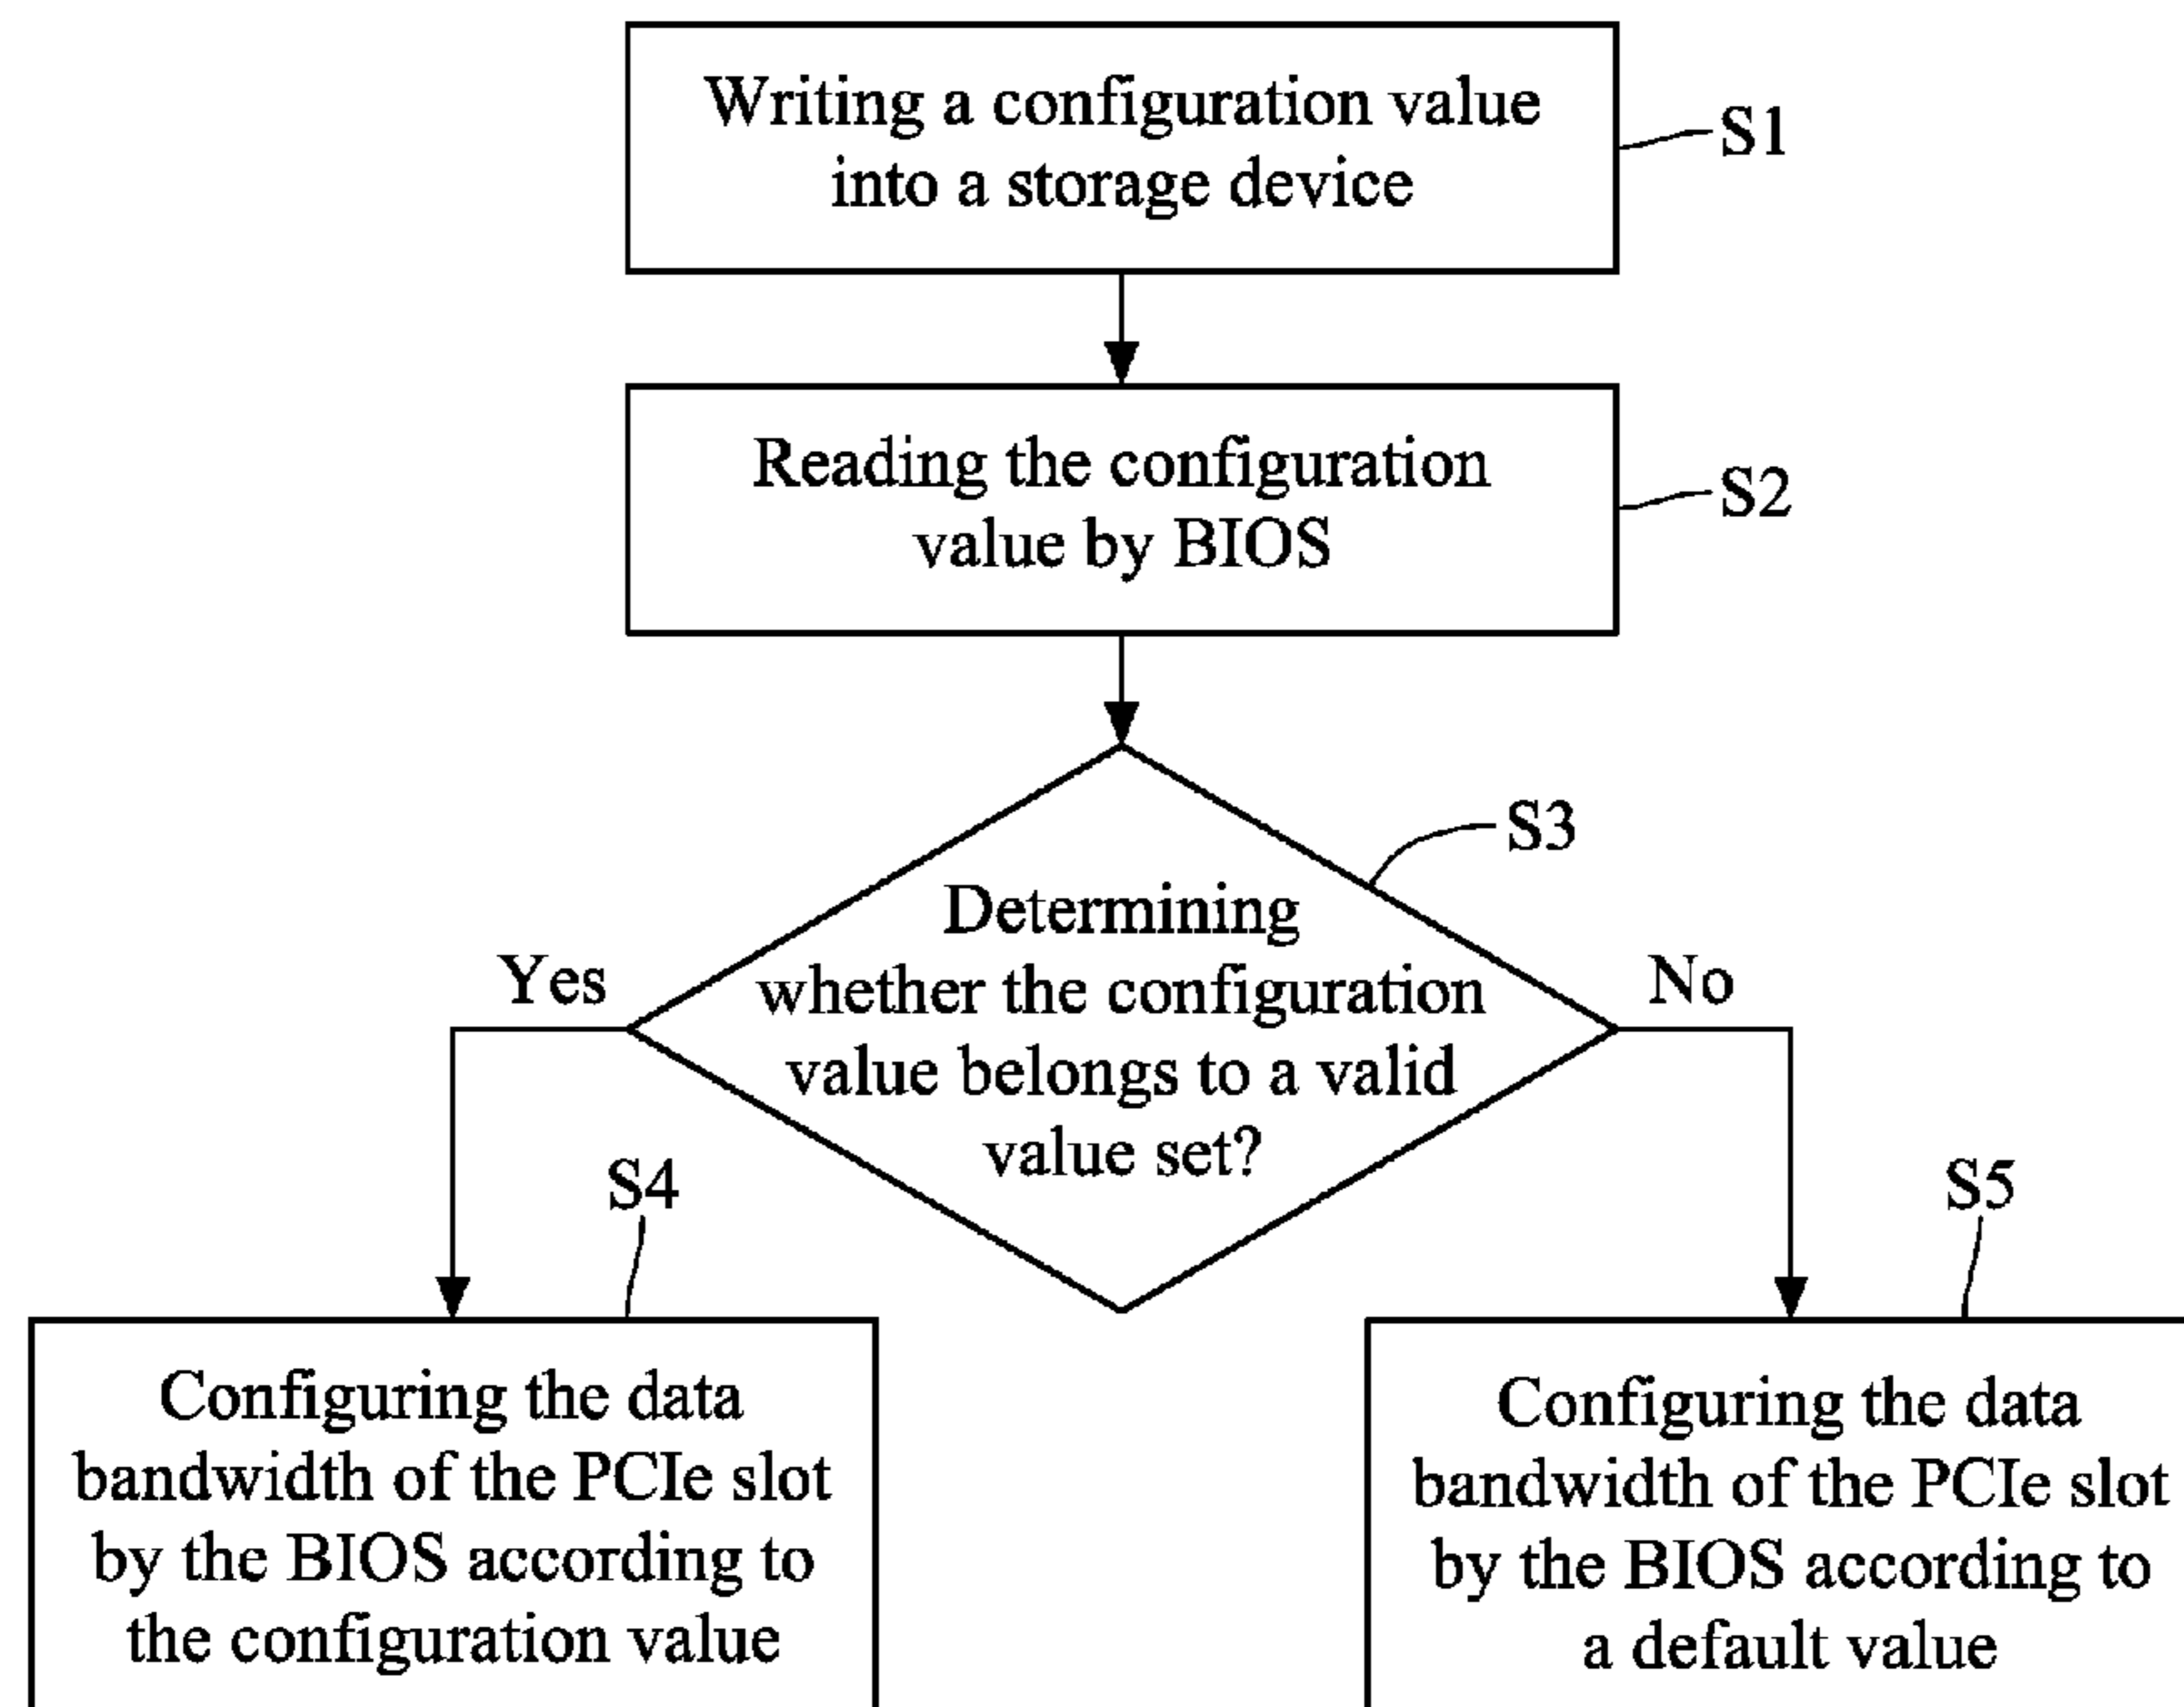 Writing a configuration value
into a storage device
S1
Reading the configuration
value by BIOS
S2
S3
Determining
whether the configuration
value belongs to a valid
value set?
Yes
No
S4
Configuring the data
bandwidth of the PCIe slot
by the BIOS according to
the configuration value
S5
Configuring the data
bandwidth of the PCIe slot
by the BIOS according to
a default value